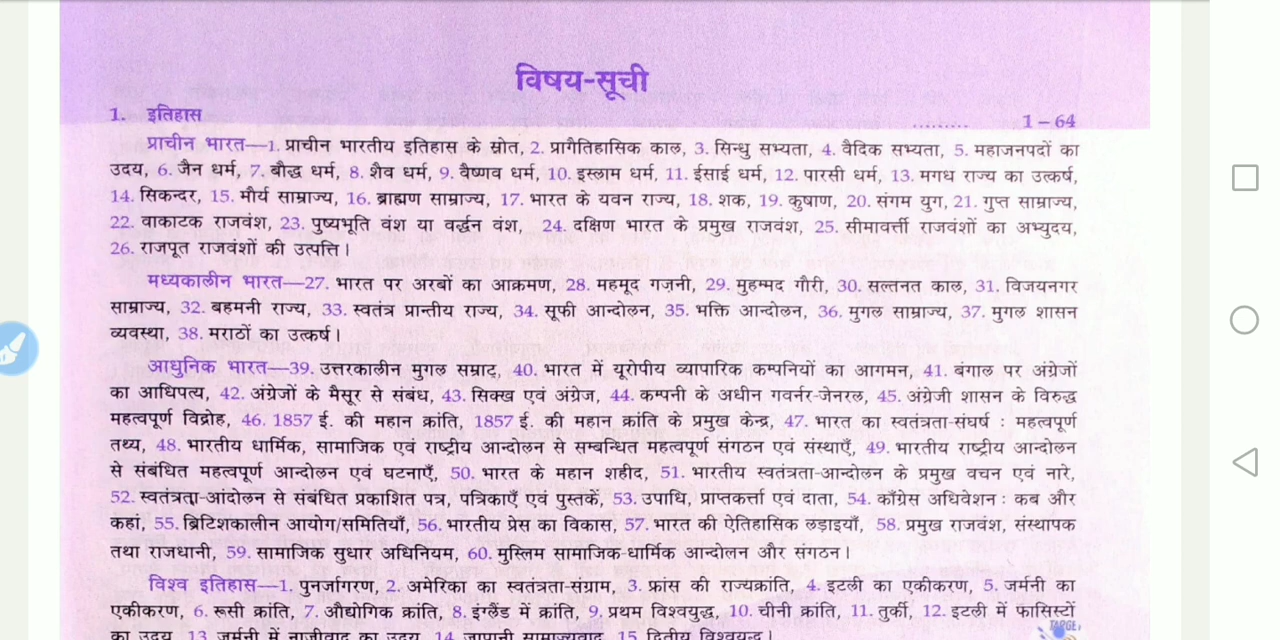 विषय-सूची
1. इतिहास .......... 1 – 64
प्राचीन भारत—1. प्राचीन भारतीय इतिहास के स्रोत, 2. प्रागैतिहासिक काल, 3. सिन्धु सभ्यता, 4. वैदिक सभ्यता, 5. महाजनपदों का
उदय, 6. जैन धर्म, 7. बौद्ध धर्म, 8. शैव धर्म, 9. वैष्णव धर्म, 10. इस्लाम धर्म, 11. ईसाई धर्म, 12. पारसी धर्म, 13. मगध राज्य का उत्कर्ष,
14. सिकन्दर, 15. मौर्य साम्राज्य, 16. ब्राह्मण साम्राज्य, 17. भारत के यवन राज्य, 18. शक, 19. कुषाण, 20. संगम युग, 21. गुप्त साम्राज्य,
22. वाकाटक राजवंश, 23. पुष्यभूति वंश या वर्द्धन वंश, 24. दक्षिण भारत के प्रमुख राजवंश, 25. सीमावर्त्ती राजवंशों का अभ्युदय,
26. राजपूत राजवंशों की उत्पत्ति।
मध्यकालीन भारत—27. भारत पर अरबों का आक्रमण, 28. महमूद गज़नी, 29. मुहम्मद गौरी, 30. सल्तनत काल, 31. विजयनगर
साम्राज्य, 32. बहमनी राज्य, 33. स्वतंत्र प्रान्तीय राज्य, 34. सूफी आन्दोलन, 35. भक्ति आन्दोलन, 36. मुगल साम्राज्य, 37. मुगल शासन
व्यवस्था, 38. मराठों का उत्कर्ष।
आधुनिक भारत—39. उत्तरकालीन मुगल सम्राट्, 40. भारत में यूरोपीय व्यापारिक कम्पनियों का आगमन, 41. बंगाल पर अंग्रेजों
का आधिपत्य, 42. अंग्रेजों के मैसूर से संबंध, 43. सिक्ख एवं अंग्रेज, 44. कम्पनी के अधीन गवर्नर-जेनरल, 45. अंग्रेजी शासन के विरुद्ध
महत्वपूर्ण विद्रोह, 46. 1857 ई. की महान क्रांति, 1857 ई. की महान क्रांति के प्रमुख केन्द्र, 47. भारत का स्वतंत्रता-संघर्ष : महत्वपूर्ण
तथ्य, 48. भारतीय धार्मिक, सामाजिक एवं राष्ट्रीय आन्दोलन से सम्बन्धित महत्वपूर्ण संगठन एवं संस्थाएँ, 49. भारतीय राष्ट्रीय आन्दोलन
से संबंधित महत्वपूर्ण आन्दोलन एवं घटनाएँ, 50. भारत के महान शहीद, 51. भारतीय स्वतंत्रता-आन्दोलन के प्रमुख वचन एवं नारे,
52. स्वतंत्रता-आंदोलन से संबंधित प्रकाशित पत्र, पत्रिकाएँ एवं पुस्तकें, 53. उपाधि, प्राप्तकर्त्ता एवं दाता, 54. काँग्रेस अधिवेशन : कब और
कहां, 55. ब्रिटिशकालीन आयोग/समितियाँ, 56. भारतीय प्रेस का विकास, 57. भारत की ऐतिहासिक लड़ाइयाँ, 58. प्रमुख राजवंश, संस्थापक
तथा राजधानी, 59. सामाजिक सुधार अधिनियम, 60. मुस्लिम सामाजिक-धार्मिक आन्दोलन और संगठन।
विश्व इतिहास—1. पुनर्जागरण, 2. अमेरिका का स्वतंत्रता-संग्राम, 3. फ्रांस की राज्यक्रांति, 4. इटली का एकीकरण, 5. जर्मनी का
एकीकरण, 6. रूसी क्रांति, 7. औद्योगिक क्रांति, 8. इंग्लैंड में क्रांति, 9. प्रथम विश्वयुद्ध, 10. चीनी क्रांति, 11. तुर्की, 12. इटली में फासिस्टों
का उदय, 13. जर्मनी में नाजीवाद का उदय, 14. जापानी साम्राज्यवाद, 15. द्वितीय विश्वयुद्ध।